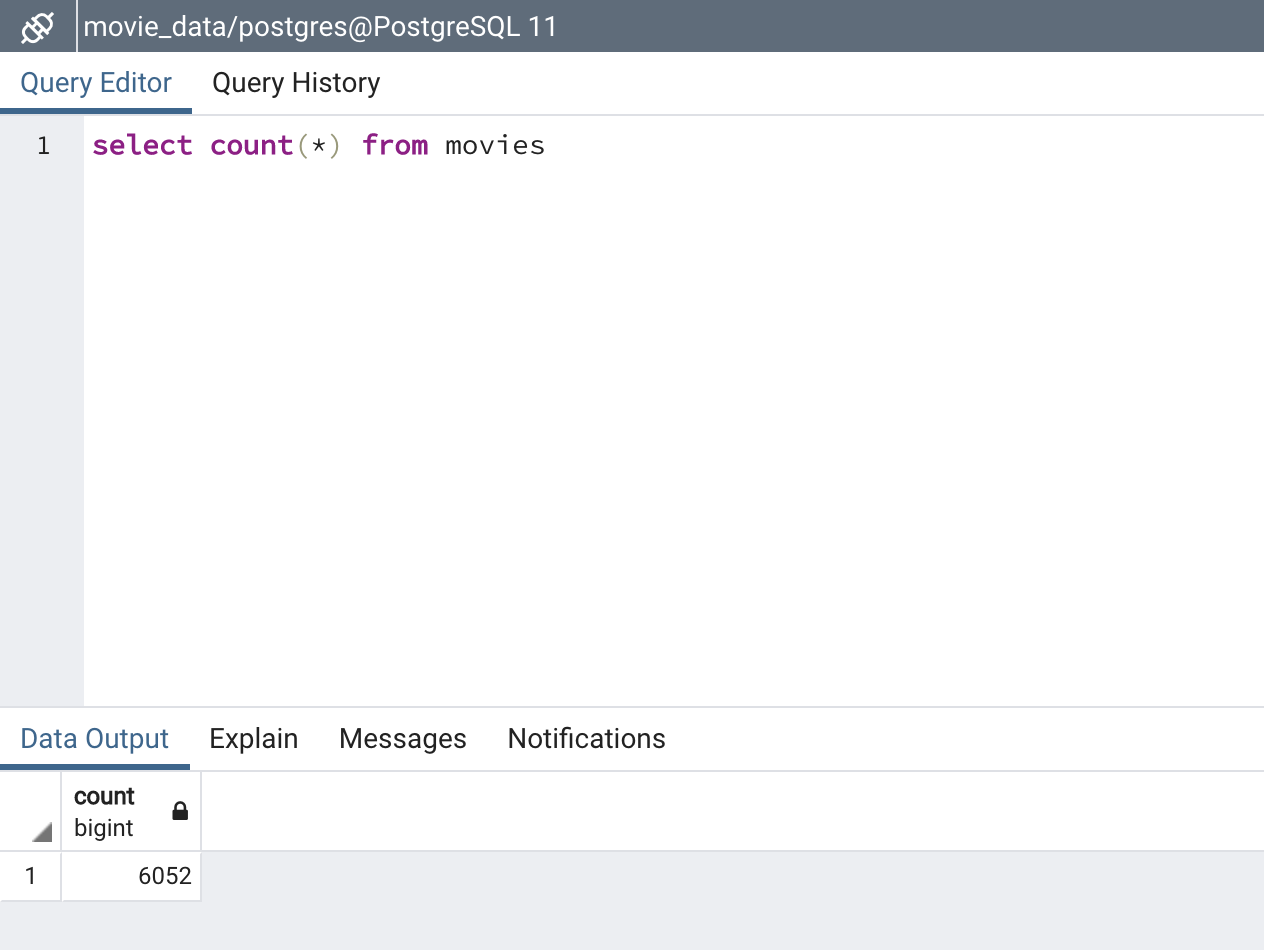 movie_data/postgres@PostgreSQL 11
Query Editor Query History
1 select count(*) from movies
Data Output Explain Messages Notifications
count
bigint
1 6052